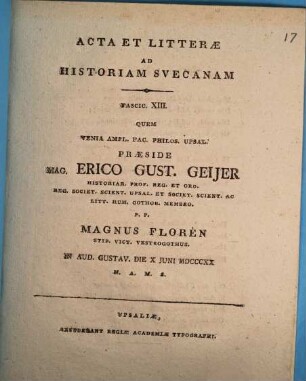 17
ACTA ET LITTERÆ
AD
HISTORIAM SVECANAM
FASCIC. XIII.
QUEM
VENIA AMPL. FAC. PHILOS. UPSAL.
PRÆSIDE
MAG. ERICO GUST. GEIJER
HISTORIAR. PROF. REG. ET ORD.
REG. SOCIET. SCIENT. UPSAL. ET SOCIET. SCIENT. AC
LITT. HUM. GOTHOB. MEMBRO.
P. P.
MAGNUS FLORÉN
STIP. VICT. VESTROGOTHUS.
IN AUD. GUSTAV. DIE X JUNI MDCCCXX
H. A. M. S.
UPSALIÆ,
EXCUDERANT REGIÆ ACADEMIÆ TYPOGRAPHI.